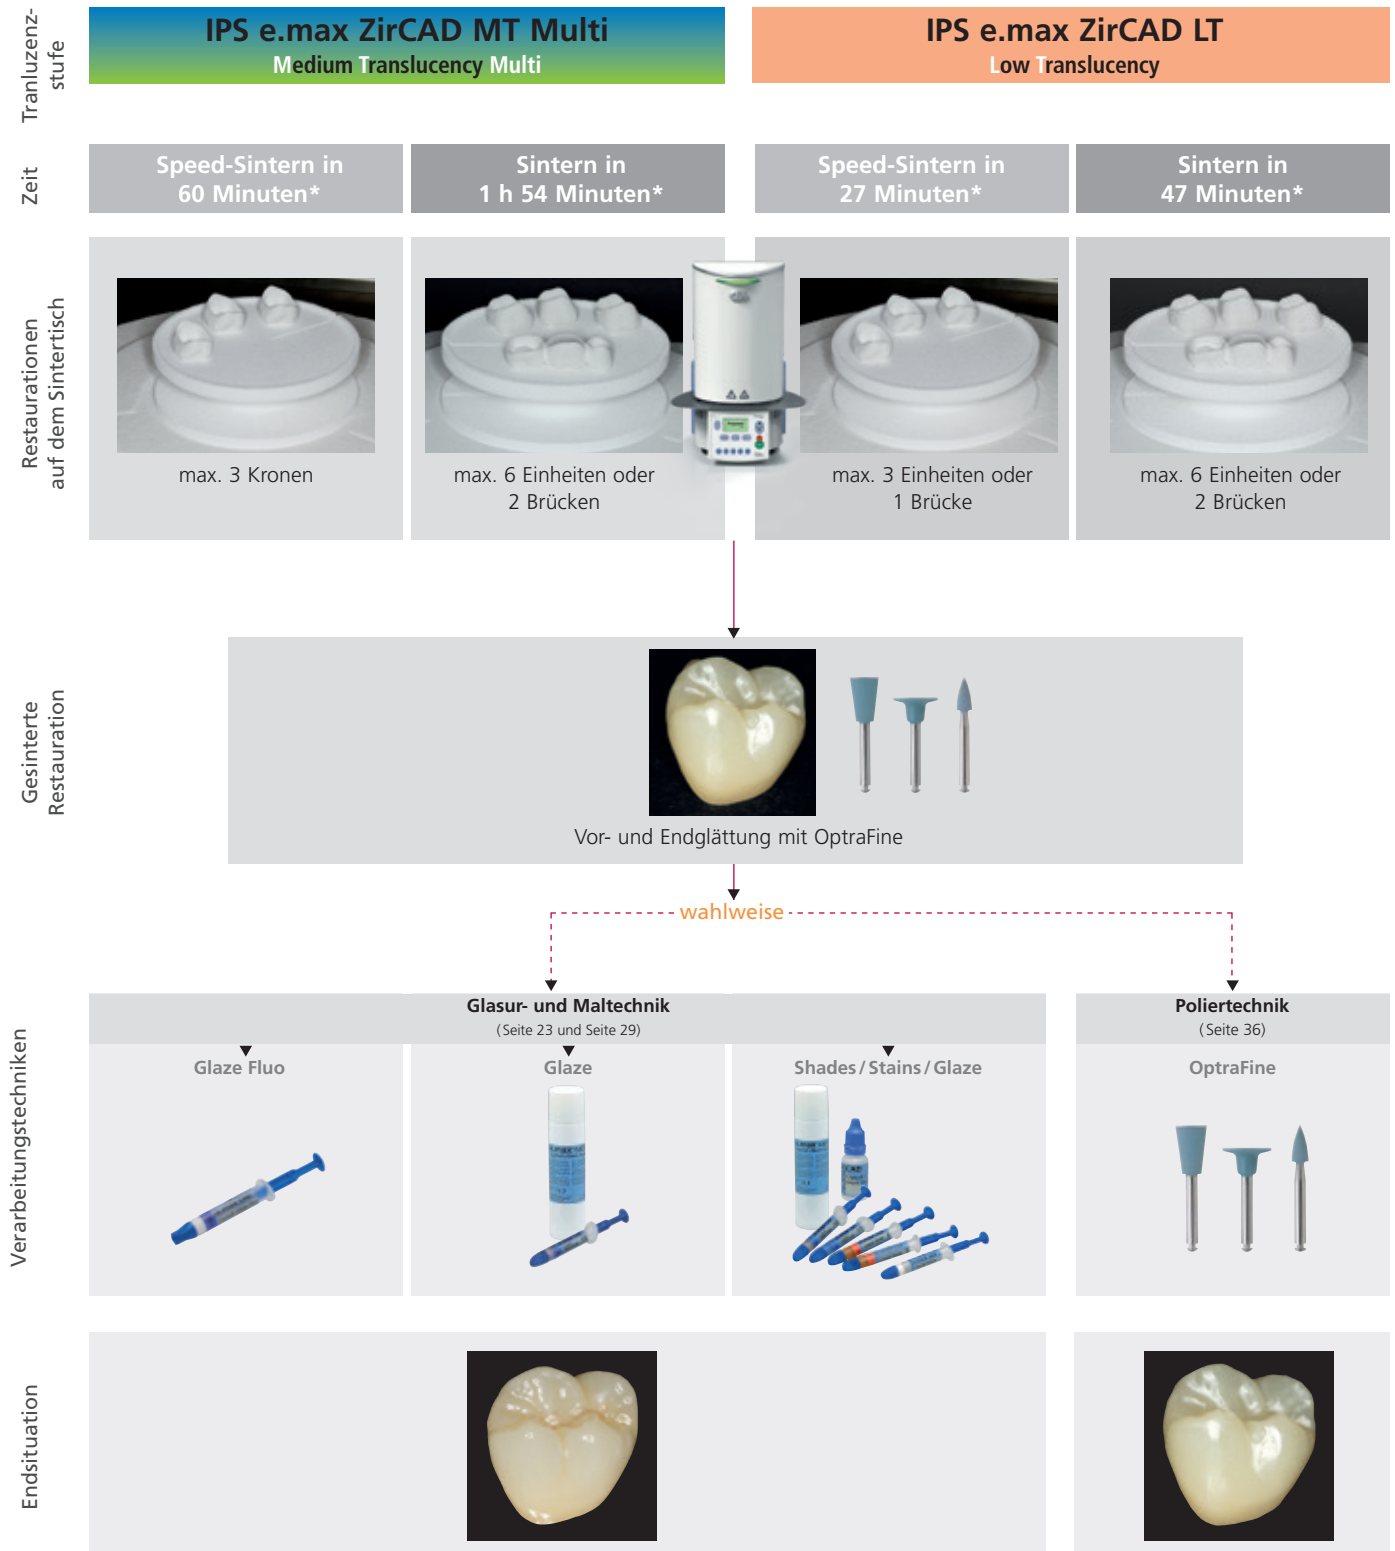 Tranluzenz-
stufe
IPS e.max ZirCAD MT Multi
Medium Translucency Multi
IPS e.max ZirCAD LT
Low Translucency
Zeit
Speed-Sintern in
60 Minuten*
Sintern in
1 h 54 Minuten*
Speed-Sintern in
27 Minuten*
Sintern in
47 Minuten*
Restaurationen
auf dem Sintertisch
max. 3 Kronen
max. 6 Einheiten oder
2 Brücken
max. 3 Einheiten oder
1 Brücke
max. 6 Einheiten oder
2 Brücken
Gesinterte
Restauration
Vor- und Endglättung mit OptraFine
wahlweise
Verarbeitungstechniken
Glasur- und Maltechnik
(Seite 23 und Seite 29)
Poliertechnik
(Seite 36)
Glaze Fluo
Glaze
Shades / Stains / Glaze
OptraFine
Endsituation